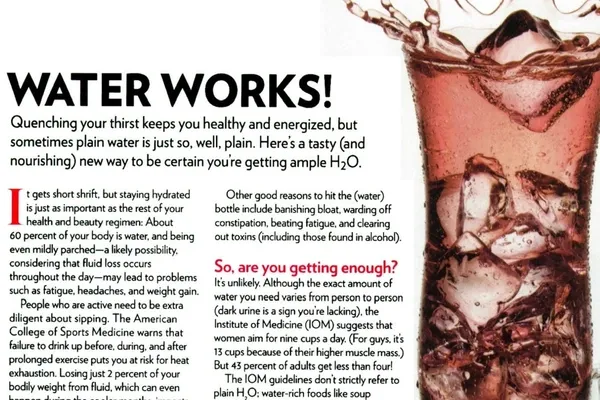 WATER WORKS!
Quenching your thirst keeps you healthy and energized, but
sometimes plain water is just so, well, plain. Here's a tasty (and
nourishing) new way to be certain you're getting ample H₂O.
It gets short shrift, but staying hydrated
is just as important as the rest of your
health and beauty regimen: About
60 percent of your body is water, and being
even mildly parched—a likely possibility,
considering that fluid loss occurs
throughout the day—may lead to problems
such as fatigue, headaches, and weight gain.
People who are active need to be extra
diligent about sipping. The American
College of Sports Medicine warns that
failure to drink up before, during, and after
prolonged exercise puts you at risk for heat
exhaustion. Losing just 2 percent of your
bodily weight from fluid, which can even
happen during the cooler months, impacts
Other good reasons to hit the (water)
bottle include banishing bloat, warding off
constipation, beating fatigue, and clearing
out toxins (including those found in alcohol).
So, are you getting enough?
It's unlikely. Although the exact amount of
water you need varies from person to person
(dark urine is a sign you're lacking), the
Institute of Medicine (IOM) suggests that
women aim for nine cups a day. (For guys, it's
13 cups because of their higher muscle mass.)
But 43 percent of adults get less than four!
The IOM guidelines don't strictly refer to
plain H₂O; water-rich foods like soup